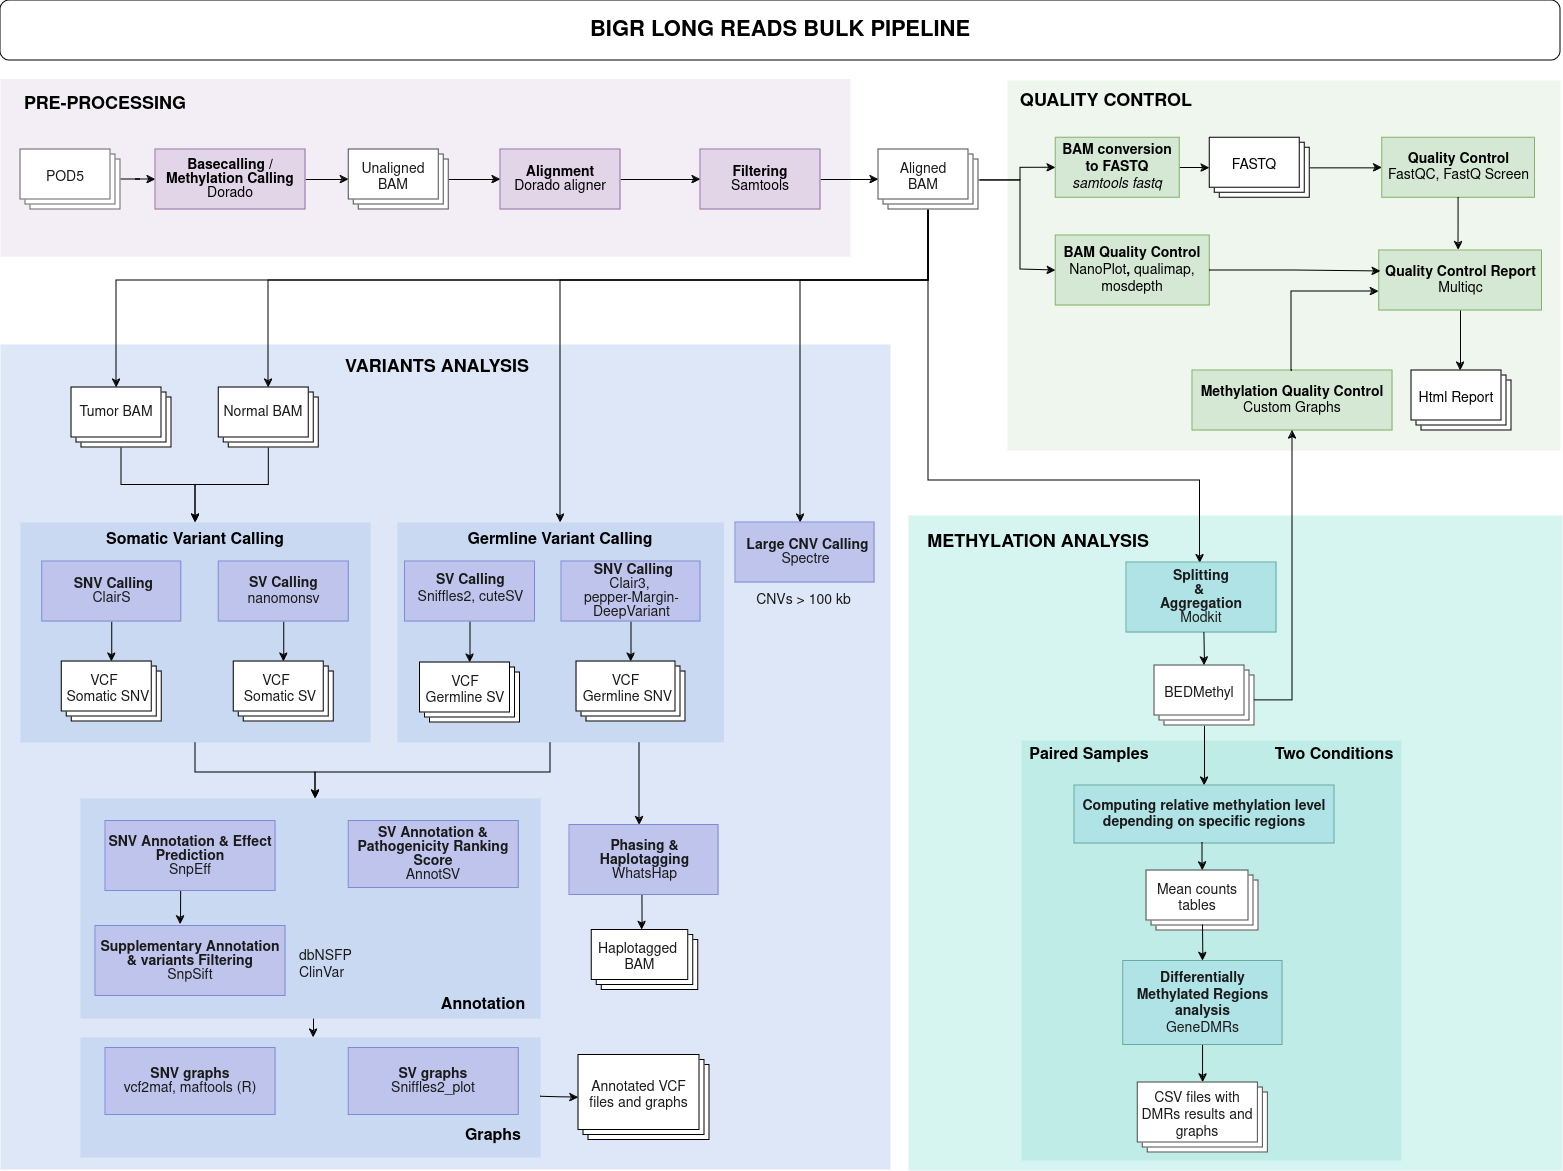 BIGR LONG READS BULK PIPELINE
PRE-PROCESSING
POD5
Basecalling /
Methylation Calling
Dorado
Unaligned
BAM
Alignment
Dorado aligner
Filtering
Samtools
Aligned
BAM
QUALITY CONTROL
BAM conversion
to FASTQ
samtools fastq
FASTQ
Quality Control
FastQC, FastQ Screen
BAM Quality Control
NanoPlot, qualimap,
mosdepth
Quality Control Report
Multiqc
Methylation Quality Control
Custom Graphs
Html Report
VARIANTS ANALYSIS
Tumor BAM
Normal BAM
Somatic Variant Calling
SNV Calling
ClairS
SV Calling
nanomonsv
VCF
Somatic SNV
VCF
Somatic SV
Germline Variant Calling
SV Calling
Sniffles2, cuteSV
SNV Calling
Clair3,
pepper-Margin-
DeepVariant
VCF
Germline SV
VCF
Germline SNV
Large CNV Calling
Spectre
CNVs > 100 kb
SNV Annotation & Effect
Prediction
SnpEff
SV Annotation &
Pathogenicity Ranking
Score
AnnotSV
Supplementary Annotation
& variants Filtering
SnpSift
dbNSFP
ClinVar
Annotation
Phasing &
Haplotagging
WhatsHap
Haplotagged
BAM
SNV graphs
vcf2maf, maftools (R)
SV graphs
Sniffles2_plot
Graphs
Annotated VCF
files and graphs
METHYLATION ANALYSIS
Splitting
&
Aggregation
Modkit
BEDMethyl
Paired Samples
Two Conditions
Computing relative methylation level
depending on specific regions
Mean counts
tables
Differentially
Methylated Regions
analysis
GeneDMRs
CSV files with
DMRs results and
graphs